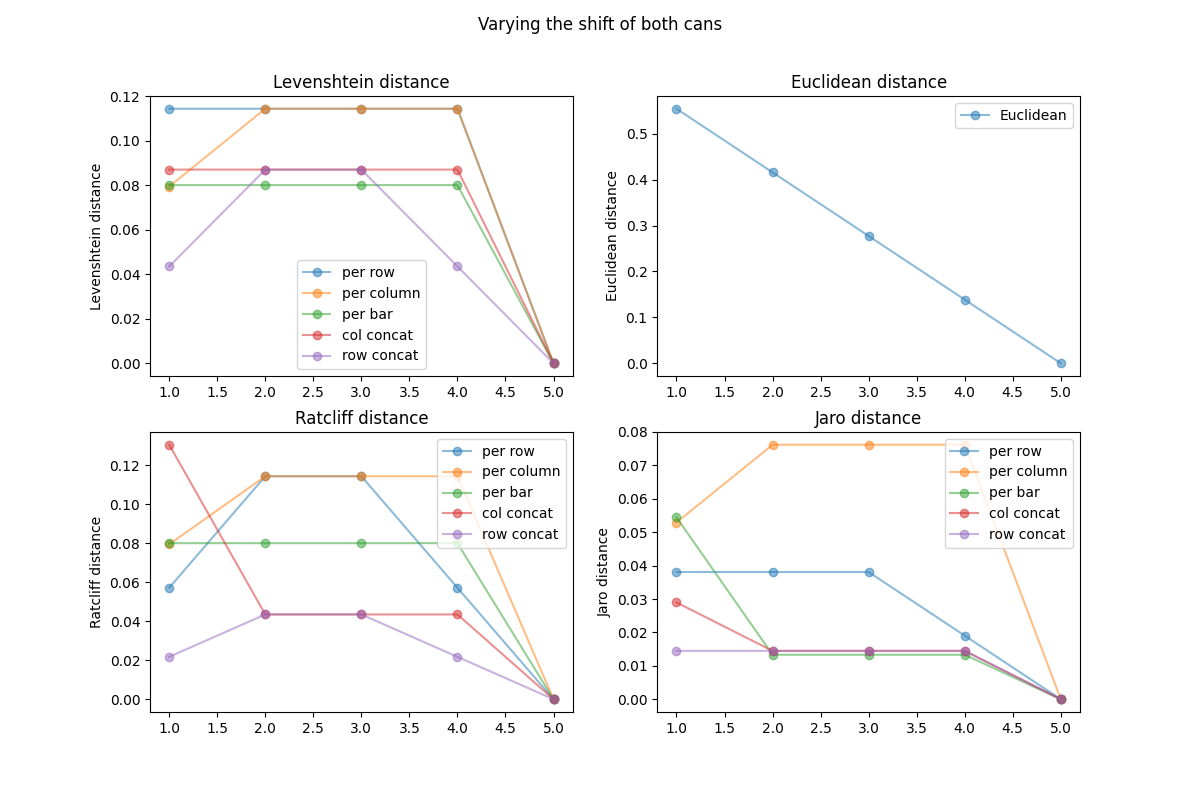 Varying the shift of both cans
Levenshtein distance
Levenshtein distance
0.12
0.10
0.08
0.06
0.04
0.02
0.00
per row
per column
per bar
col concat
row concat
1.0 1.5 2.0 2.5 3.0 3.5 4.0 4.5 5.0
Euclidean distance
Euclidean distance
0.5
0.4
0.3
0.2
0.1
0.0
Euclidean
1.0 1.5 2.0 2.5 3.0 3.5 4.0 4.5 5.0
Ratcliff distance
Ratcliff distance
0.12
0.10
0.08
0.06
0.04
0.02
0.00
per row
per column
per bar
col concat
row concat
1.0 1.5 2.0 2.5 3.0 3.5 4.0 4.5 5.0
Jaro distance
Jaro distance
0.08
0.07
0.06
0.05
0.04
0.03
0.02
0.01
0.00
per row
per column
per bar
col concat
row concat
1.0 1.5 2.0 2.5 3.0 3.5 4.0 4.5 5.0